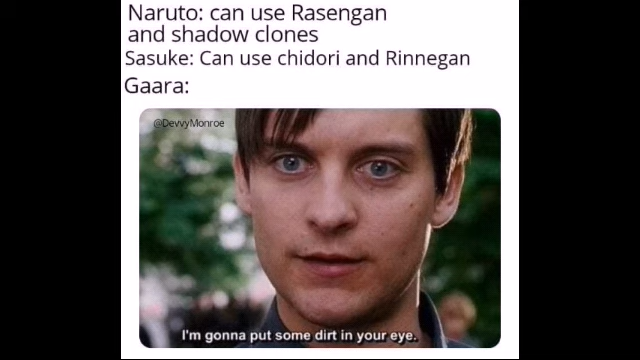 Naruto: can use Rasengan
and shadow clones
Sasuke: Can use chidori and Rinnegan
Gaara:
@DevvyMonroe
I'm gonna put some dirt in your eye.